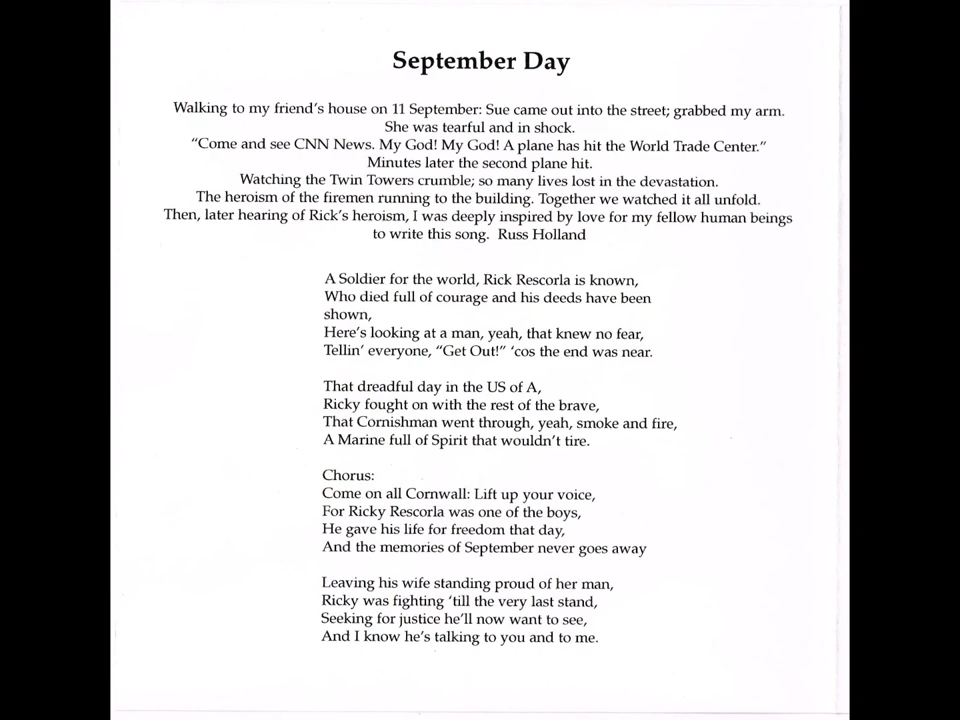 September Day
Walking to my friend's house on 11 September: Sue came out into the street; grabbed my arm.
She was tearful and in shock.
"Come and see CNN News. My God! My God! A plane has hit the World Trade Center."
Minutes later the second plane hit.
Watching the Twin Towers crumble; so many lives lost in the devastation.
The heroism of the firemen running to the building. Together we watched it all unfold.
Then, later hearing of Rick's heroism, I was deeply inspired by love for my fellow human beings
to write this song.  Russ Holland
A Soldier for the world, Rick Rescorla is known,
Who died full of courage and his deeds have been
shown,
Here's looking at a man, yeah, that knew no fear,
Tellin' everyone, "Get Out!" 'cos the end was near.
That dreadful day in the US of A,
Ricky fought on with the rest of the brave,
That Cornishman went through, yeah, smoke and fire,
A Marine full of Spirit that wouldn't tire.
Chorus:
Come on all Cornwall: Lift up your voice,
For Ricky Rescorla was one of the boys,
He gave his life for freedom that day,
And the memories of September never goes away
Leaving his wife standing proud of her man,
Ricky was fighting 'till the very last stand,
Seeking for justice he'll now want to see,
And I know he's talking to you and to me.